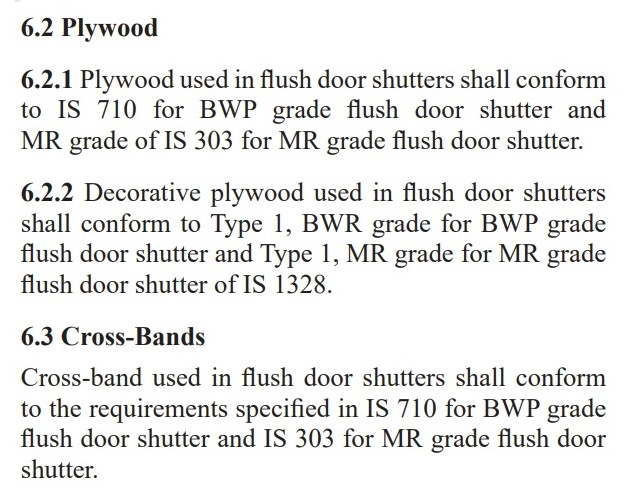 6.2 Plywood
6.2.1 Plywood used in flush door shutters shall conform
to IS 710 for BWP grade flush door shutter and
MR grade of IS 303 for MR grade flush door shutter.
6.2.2 Decorative plywood used in flush door shutters
shall conform to Type 1, BWR grade for BWP grade
flush door shutter and Type 1, MR grade for MR grade
flush door shutter of IS 1328.
6.3 Cross-Bands
Cross-band used in flush door shutters shall conform
to the requirements specified in IS 710 for BWP grade
flush door shutter and IS 303 for MR grade flush door
shutter.